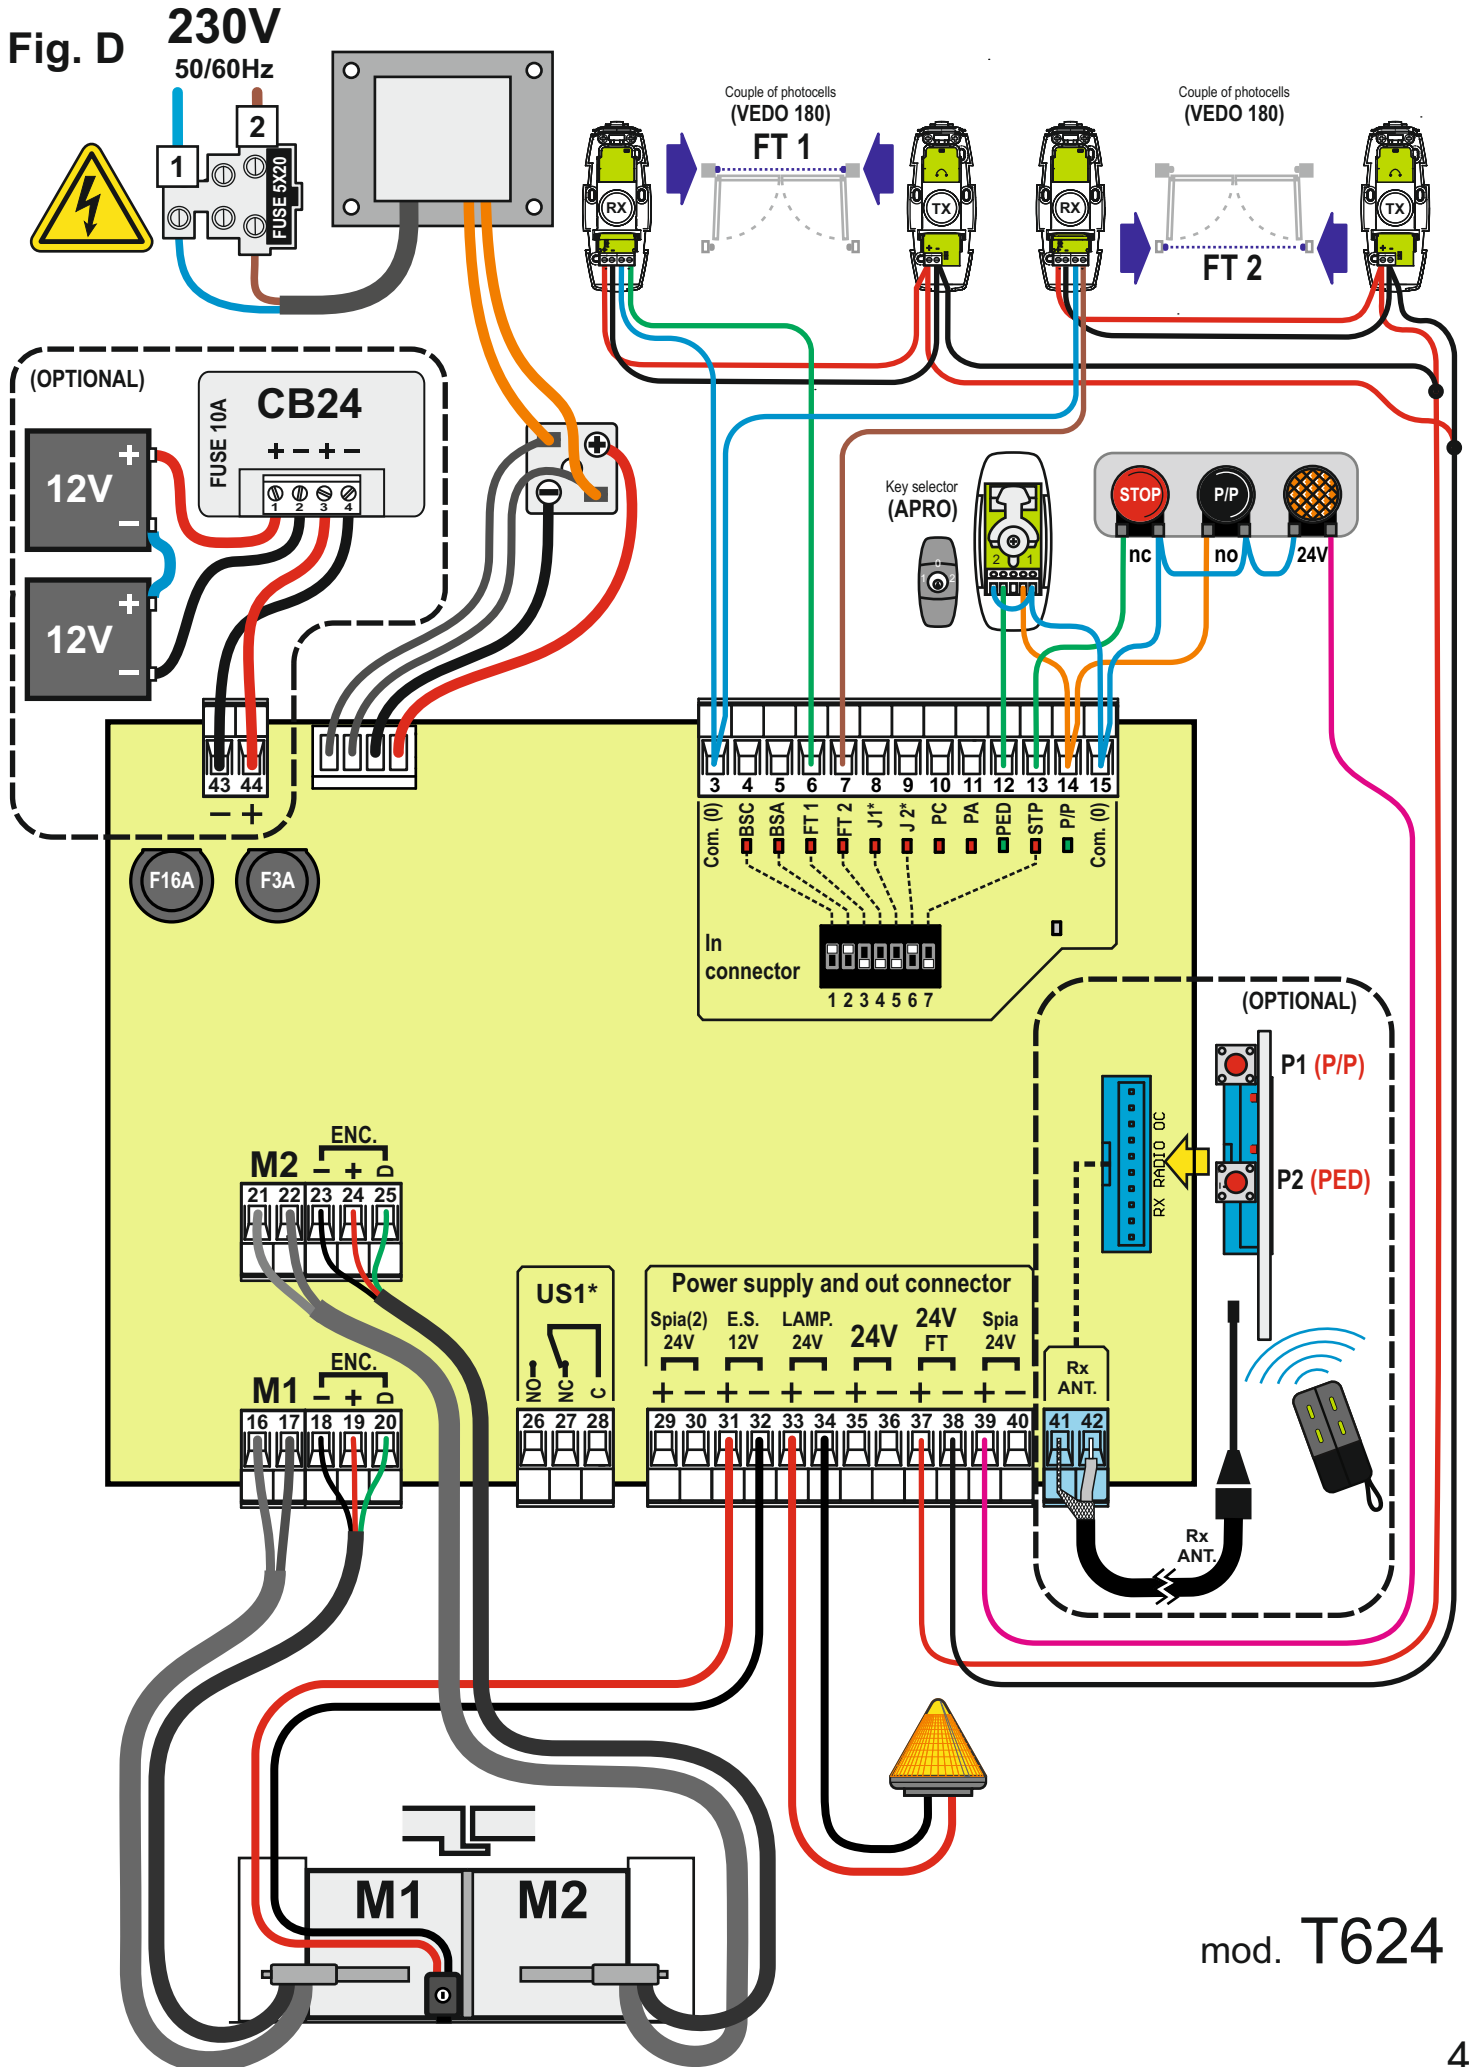 Fig. D
230V
50/60Hz
1
2
FUSE 5X20
Couple of photocells
(VEDO 180)
FT 1
RX
TX
Couple of photocells
(VEDO 180)
FT 2
RX
TX
+ -
+ -
(OPTIONAL)
12V
+
−
12V
+
−
FUSE 10A
CB24
+ − + −
1 2 3 4
+
−
Key selector
(APRO)
0
1 2
2 1
STOP
P/P
nc
no
24V
43 44
− +
F16A
F3A
3 4 5 6 7 8 9 10 11 12 13 14 15
Com. (0)
BSC
BSA
FT 1
FT 2
J1*
J 2*
PC
PA
PED
STP
P/P
Com. (0)
In
connector
1 2 3 4 5 6 7
(OPTIONAL)
P1 (P/P)
P2 (PED)
RX RADIO OC
ENC.
M2 − + D
21 22 23 24 25
ENC.
M1 − + D
16 17 18 19 20
US1*
NO NC C
26 27 28
Power supply and out connector
Spia(2)
24V
E.S.
12V
LAMP.
24V
24V
24V
FT
Spia
24V
+ − + − + − + − + − + −
29 30 31 32 33 34 35 36 37 38 39 40
Rx
ANT.
41 42
Rx
ANT.
M1
M2
mod. T624
4